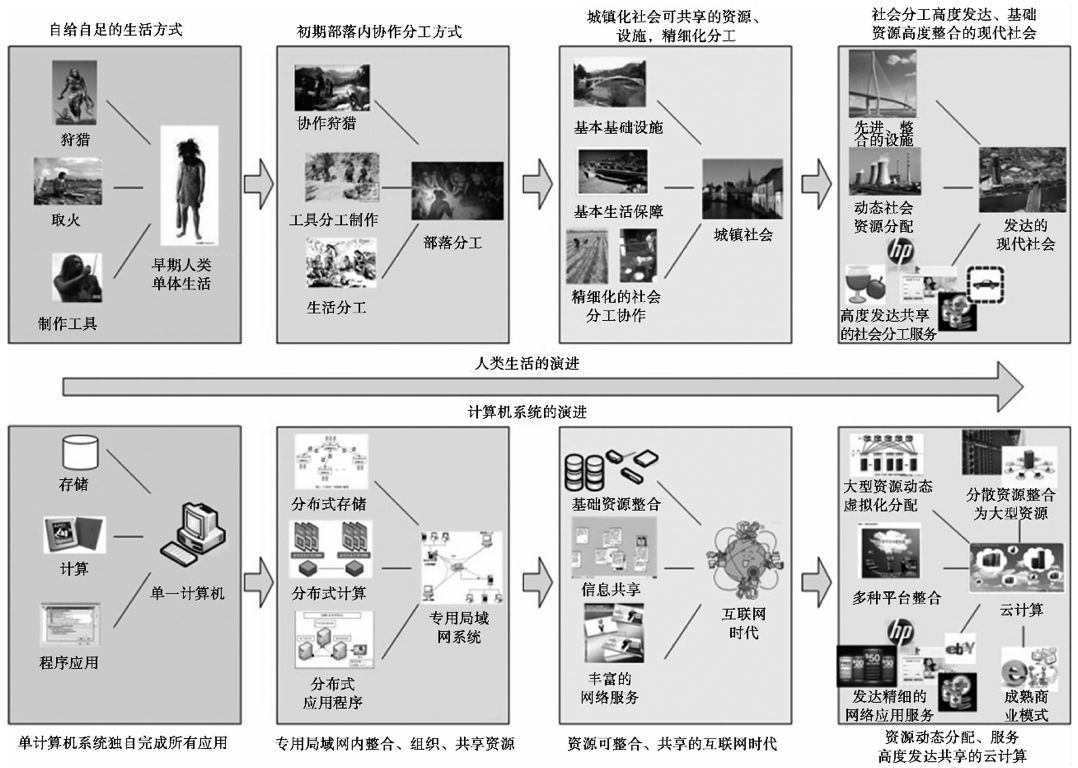 自给自足的生活方式
狩猎
取火
制作工具
早期人类
单体生活
初期部落内协作分工方式
协作狩猎
工具分工制作
生活分工
部落分工
城镇化社会可共享的资源、
设施，精细化分工
基本基础设施
基本生活保障
精细化的社会
分工协作
城镇社会
社会分工高度发达、基础
资源高度整合的现代社会
先进 整
合的设施
动态社会
资源分配
hp
高度发达共享
的社会分工服务
发达的
现代社会
人类生活的演进
计算机系统的演进
存储
计算
程序应用
单一计算机
单计算机系统独自完成所有应用
分布式存储
分布式计算
分布式
应用程序
专用局域
网系统
专用局域网内整合、组织、共享资源
基础资源整合
信息共享
丰富的
网络服务
互联网
时代
资源可整合、共享的互联网时代
大型资源动态
虚拟化分配
分散资源整合
为大型资源
多种平台整合
云计算
hp
ebY
$50
发达精细的
网络应用服务
成熟商
业模式
资源动态分配、服务
高度发达共享的云计算